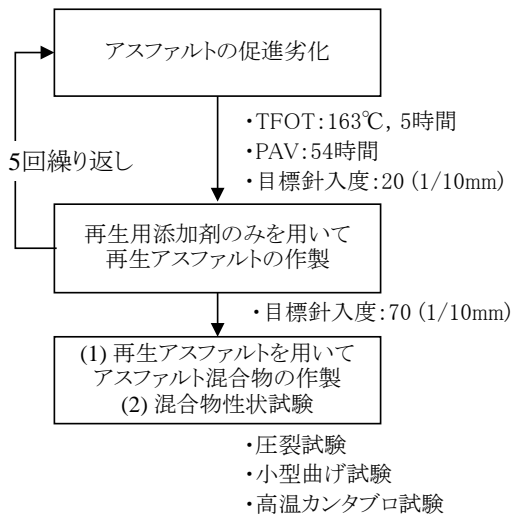 アスファルトの促進劣化
・TFOT:163℃, 5時間
・PAV:54時間
・目標針入度:20 (1/10mm)
5回繰り返し
再生用添加剤のみを用いて
再生アスファルトの作製
・目標針入度:70 (1/10mm)
(1) 再生アスファルトを用いて
アスファルト混合物の作製
(2) 混合物性状試験
・圧裂試験
・小型曲げ試験
・高温カンタブロ試験